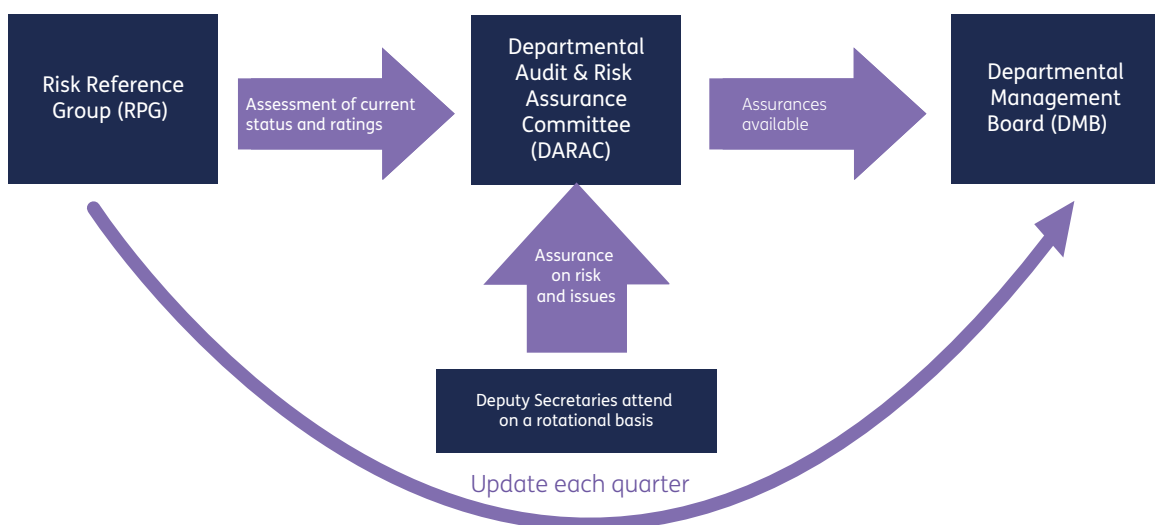 Risk Reference
Group (RPG)
Assessment of current
status and ratings
Departmental
Audit & Risk
Assurance
Committee
(DARAC)
Assurances
available
Departmental
Management
Board (DMB)
Assurance
on risk
and issues
Deputy Secretaries attend
on a rotational basis
Update each quarter